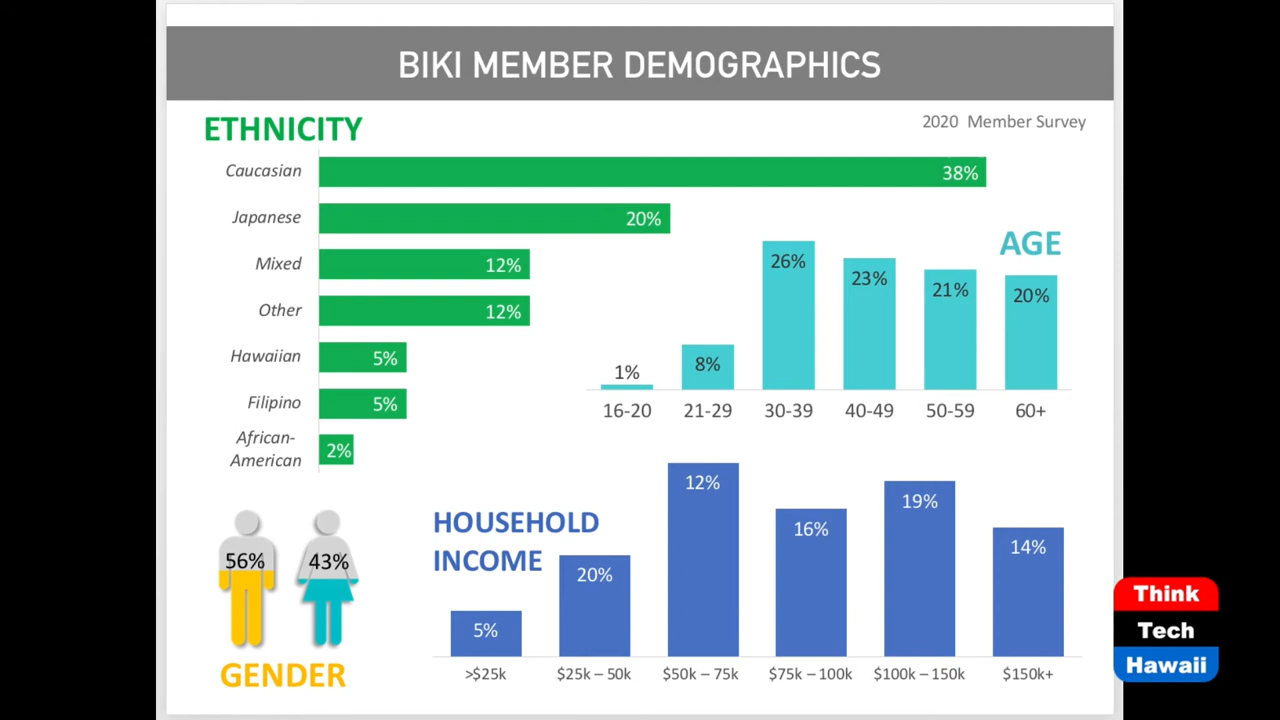 BIKI MEMBER DEMOGRAPHICS
ETHNICITY
2020 Member Survey
Caucasian
38%
Japanese
20%
Mixed
12%
Other
12%
Hawaiian
5%
Filipino
5%
African-
American
2%
AGE
1%
8%
26%
23%
21%
20%
16-20
21-29
30-39
40-49
50-59
60+
56%
43%
GENDER
HOUSEHOLD
INCOME
5%
20%
12%
16%
19%
14%
>$25k
$25k – 50k
$50k – 75k
$75k – 100k
$100k – 150k
$150k+
Think
Tech
Hawaii